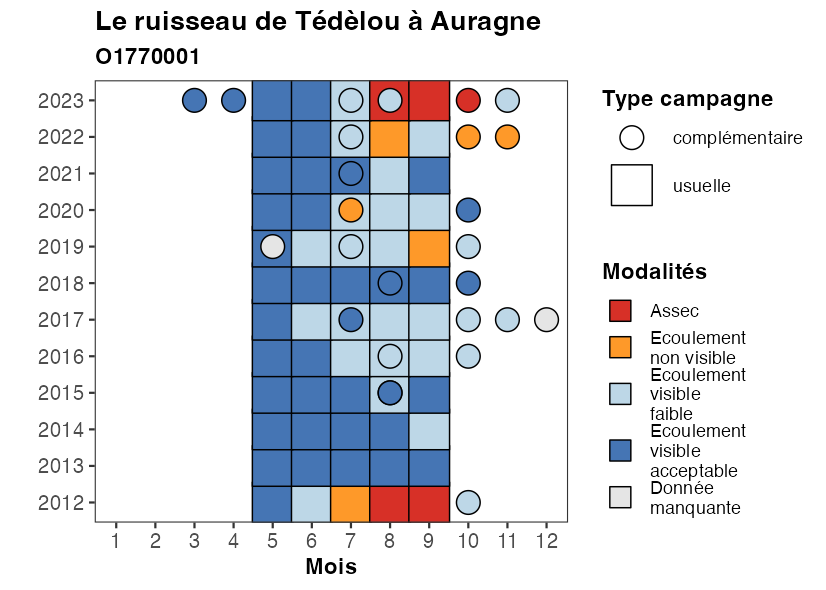 Le ruisseau de Tédèlou à Auragne
O1770001
2023
2022
2021
2020
2019
2018
2017
2016
2015
2014
2013
2012
1 2 3 4 5 6 7 8 9 10 11 12
Mois
Type campagne
complémentaire
usuelle
Modalités
Assec
Ecoulement
non visible
Ecoulement
visible
faible
Ecoulement
visible
acceptable
Donnée
manquante